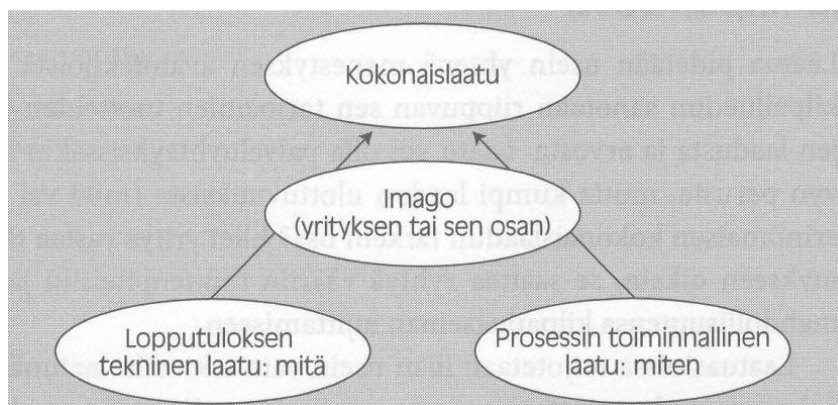 Kokonaislaatu
Imago
(yrityksen tai sen osan)
Lopputuloksen
tekninen laatu: mitä
Prosessin toiminnallinen
laatu: miten